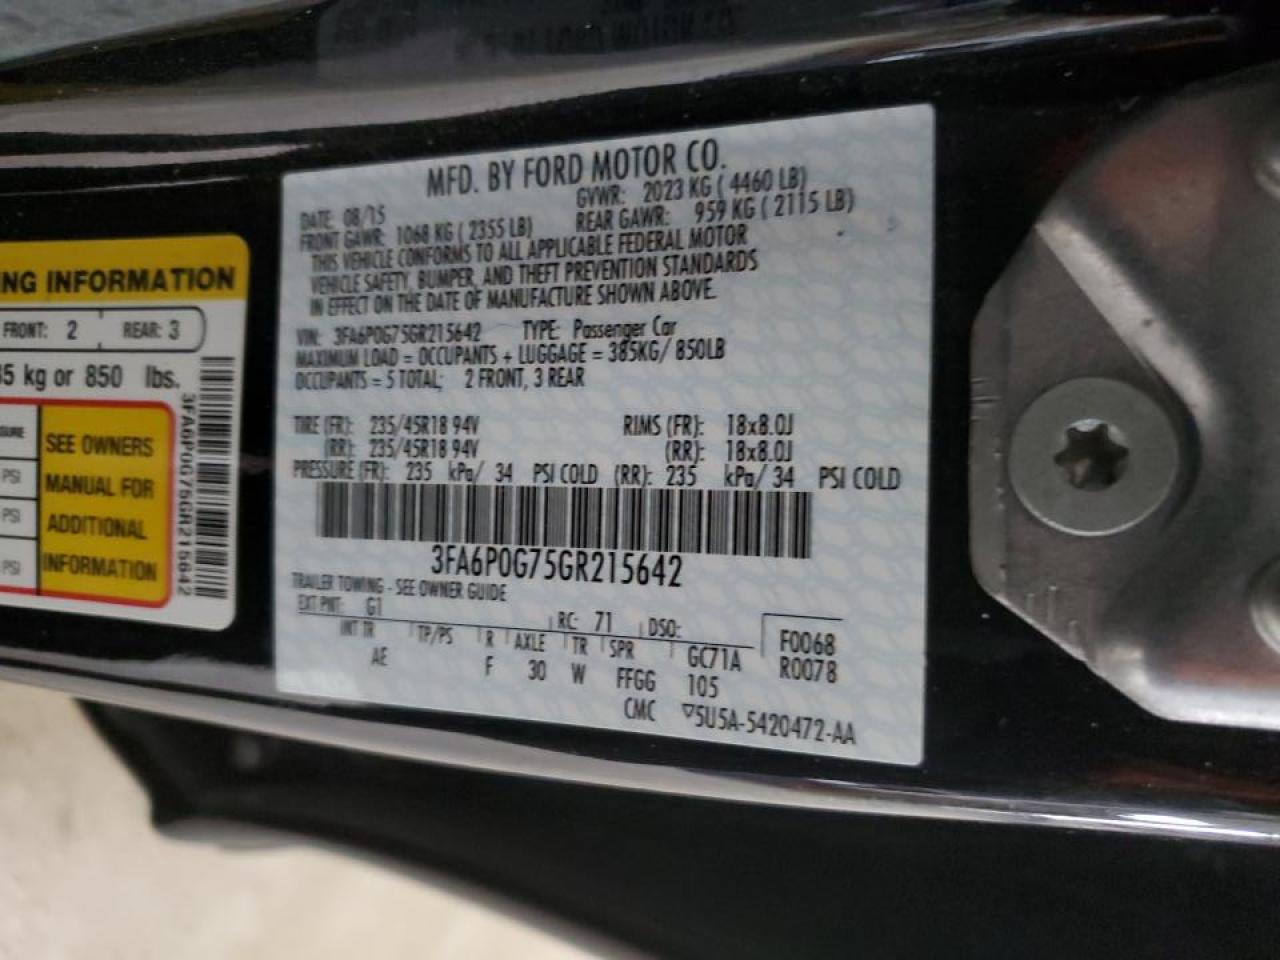 MFD. BY FORD MOTOR CO.
DATE: 08/15 GVWR: 2023 KG ( 4460 LB)
FRONT GAWR: 1068 KG ( 2355 LB) REAR GAWR: 959 KG ( 2115 LB)
THIS VEHICLE CONFORMS TO ALL APPLICABLE FEDERAL MOTOR
VEHICLE SAFETY, BUMPER, AND THEFT PREVENTION STANDARDS
IN EFFECT ON THE DATE OF MANUFACTURE SHOWN ABOVE.
VIN: 3FA6P0G75GR215642 TYPE: Passenger Car
MAXIMUM LOAD = OCCUPANTS + LUGGAGE = 385KG/ 850LB
OCCUPANTS = 5 TOTAL; 2 FRONT, 3 REAR
TIRE (FR): 235/45R18 94V RIMS (FR): 18x8.0J
(RR): 235/45R18 94V (RR): 18x8.0J
PRESSURE (FR): 235 kPa/ 34 PSI COLD (RR): 235 kPa/ 34 PSI COLD
3FA6P0G75GR215642
TRAILER TOWING - SEE OWNER GUIDE
EXT PNT: G1 RC: 71 DSO: F0068
INT TR TP/PS R AXLE TR SPR GC71A R0078
AE F 30 W FFGG 105
CMC ▽5U5A-5420472-AA
NG INFORMATION
FRONT: 2 REAR: 3
85 kg or 850 lbs.
SURE
PSI
PSI
PSI
SEE OWNERS
MANUAL FOR
ADDITIONAL
INFORMATION
3FA6P0G75GR215642